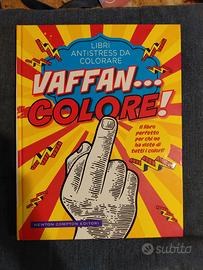 LIBRI
ANTISTRESS DA
COLORARE
VAFFAN...
COLORE!
Il libro
perfetto
per chi ne
ha viste di
tutti i colori!
NEWTON COMPTON EDITORI
subito